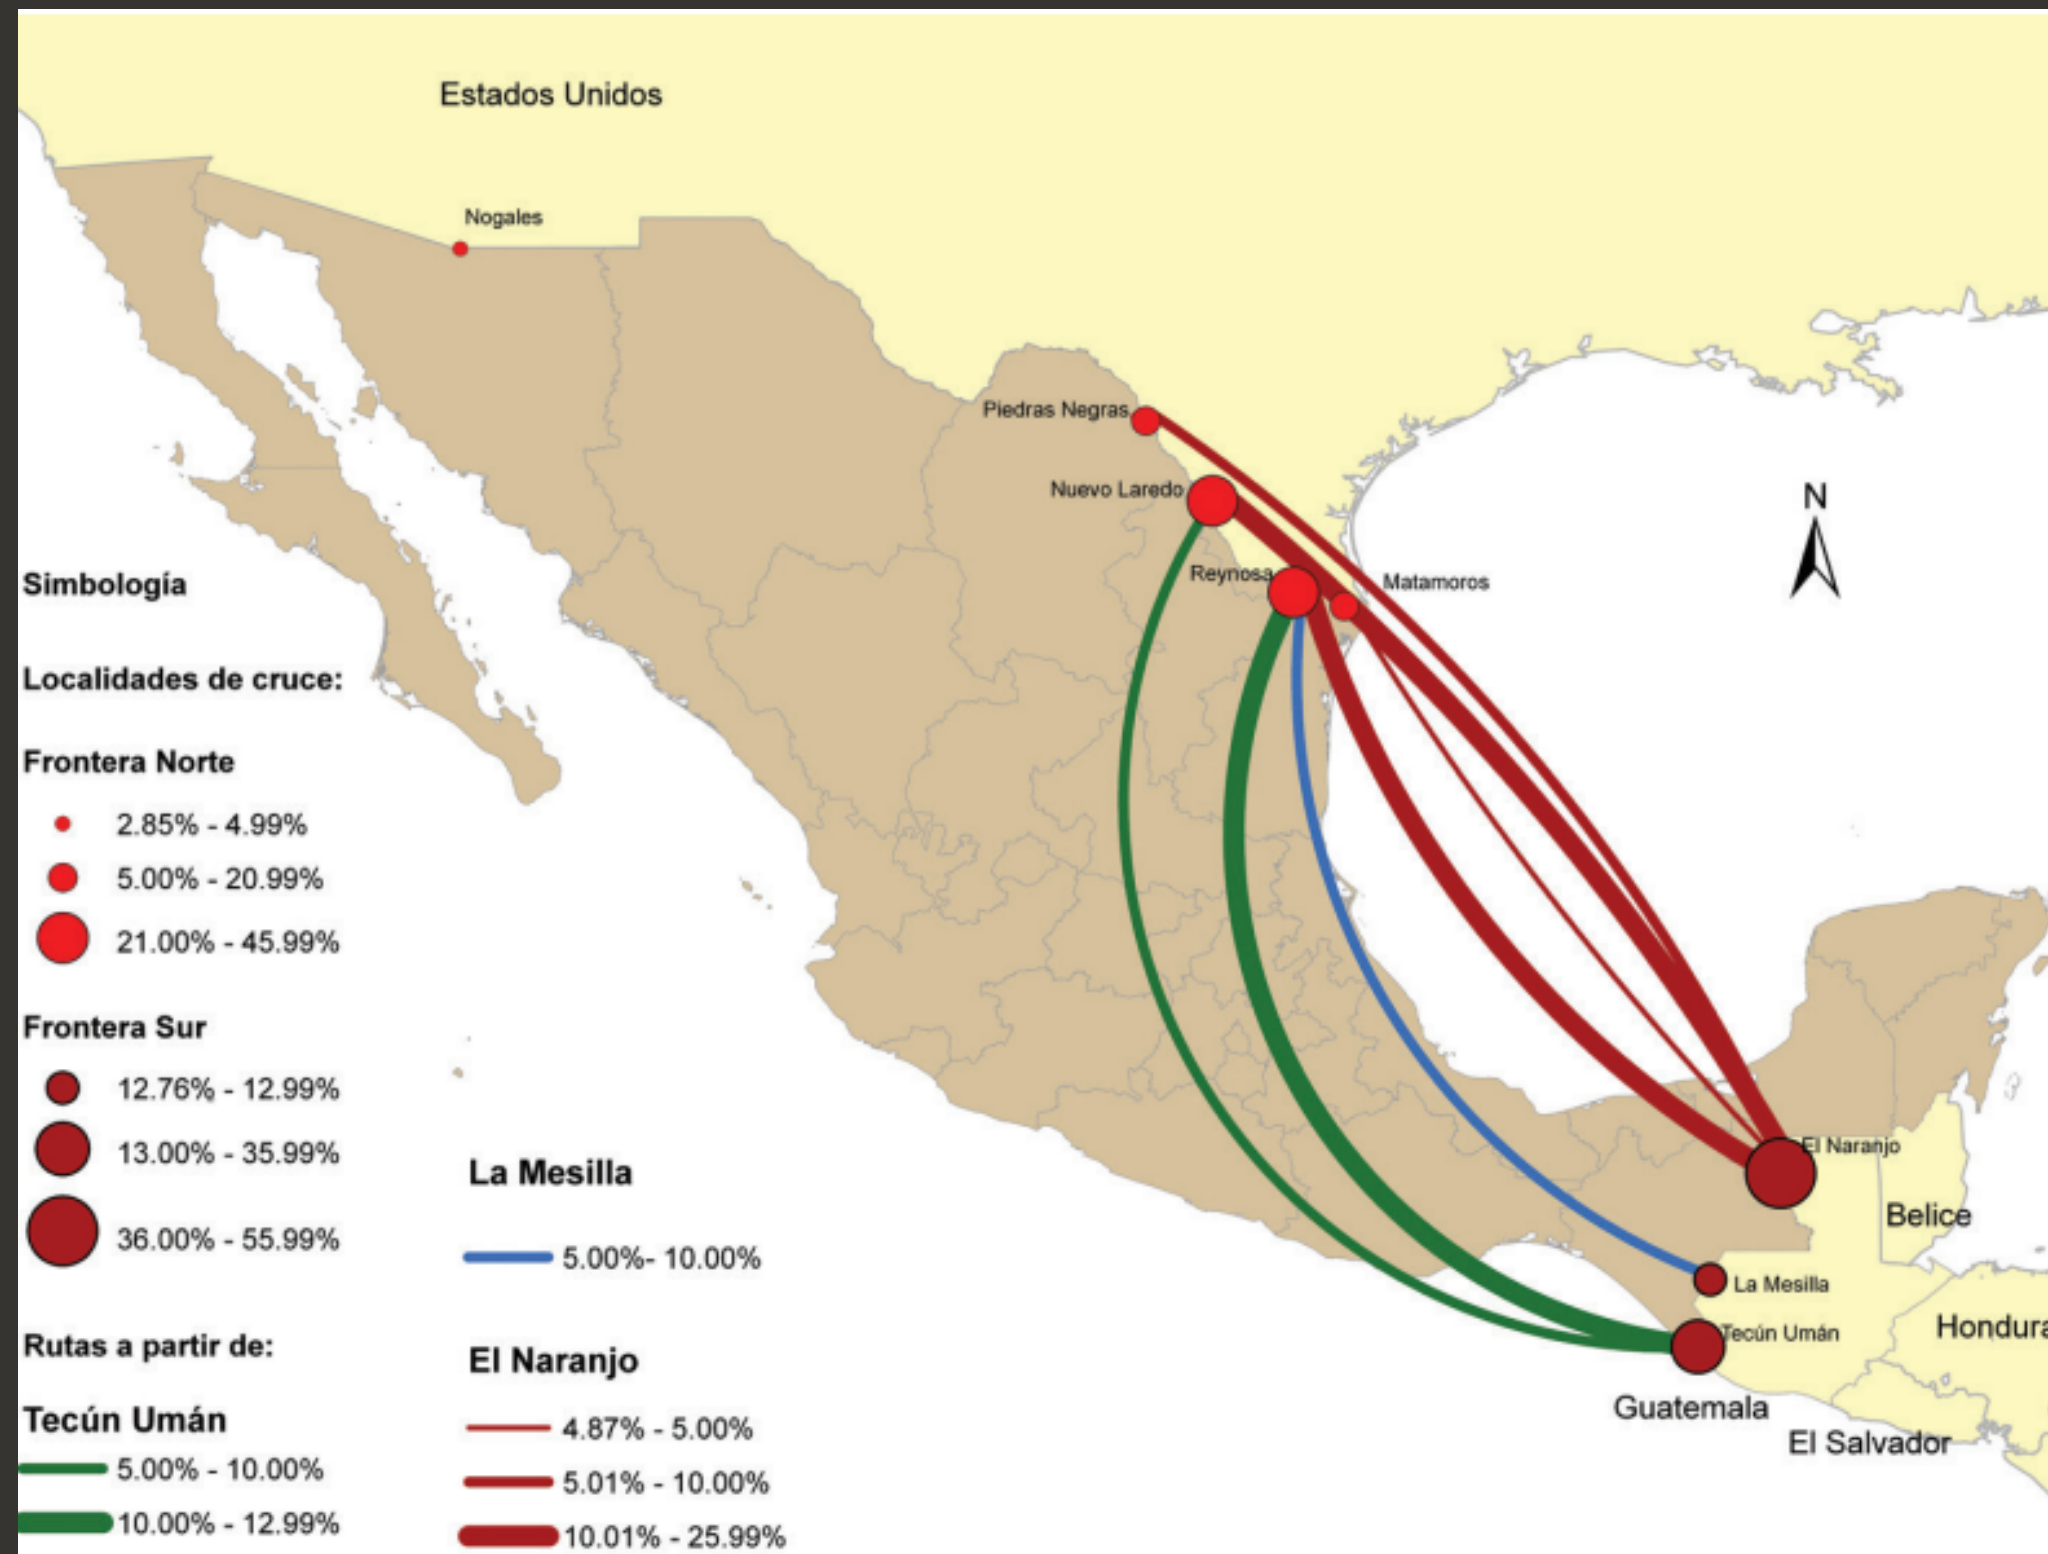 Estados Unidos
Nogales
Piedras Negras
Nuevo Laredo
N
Reynosa
Matamoros
Simbología
Localidades de cruce:
Frontera Norte
2.85% - 4.99%
5.00% - 20.99%
21.00% - 45.99%
Frontera Sur
12.76% - 12.99%
13.00% - 35.99%
36.00% - 55.99%
Rutas a partir de:
Tecún Umán
5.00% - 10.00%
10.00% - 12.99%
La Mesilla
5.00%- 10.00%
El Naranjo
4.87% - 5.00%
5.01% - 10.00%
10.01% - 25.99%
El Naranjo
Belice
La Mesilla
Tecún Umán
Hondura
Guatemala
El Salvador